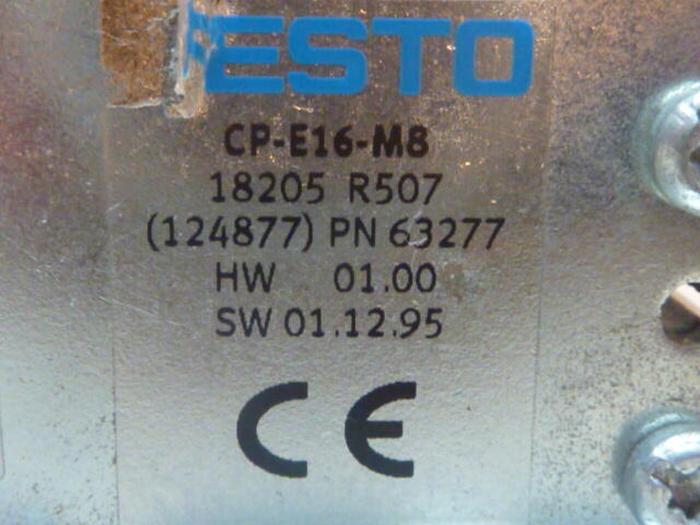 FESTO
CP-E16-M8
18205 R507
(124877) PN 63277
HW 01.00
SW 01.12.95
CE